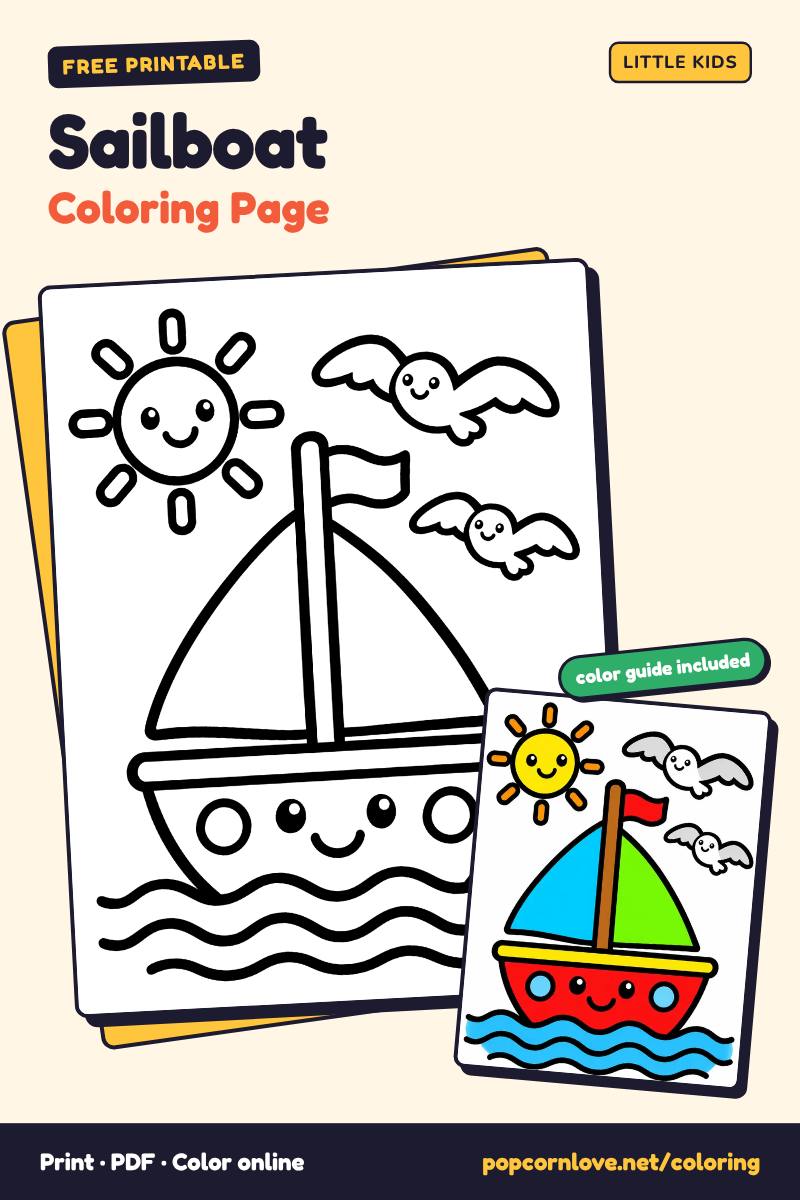 FREE PRINTABLE
LITTLE KIDS
Sailboat
Coloring Page
color guide included
Print · PDF · Color online
popcornlove.net/coloring